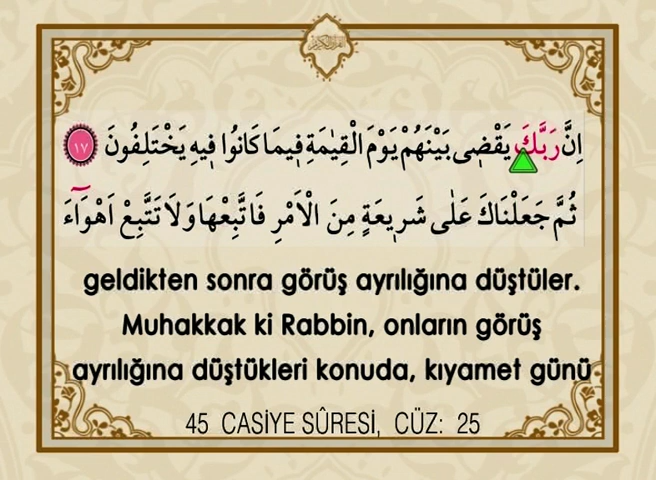 اِنَّ رَبَّكَ يَقْضٖى بَيْنَهُمْ يَوْمَ الْقِيٰمَةِ فٖيمَا كَانُوا فٖيهِ يَخْتَلِفُونَ ١٧
ثُمَّ جَعَلْنَاكَ عَلٰى شَرٖيعَةٍ مِنَ الْاَمْرِ فَاتَّبِعْهَا وَلَا تَتَّبِعْ اَهْوَٓاءَ
geldikten sonra görüş ayrılığına düştüler.
Muhakkak ki Rabbin, onların görüş
ayrılığına düştükleri konuda, kıyamet günü
45 CASİYE SÛRESİ, CÜZ: 25